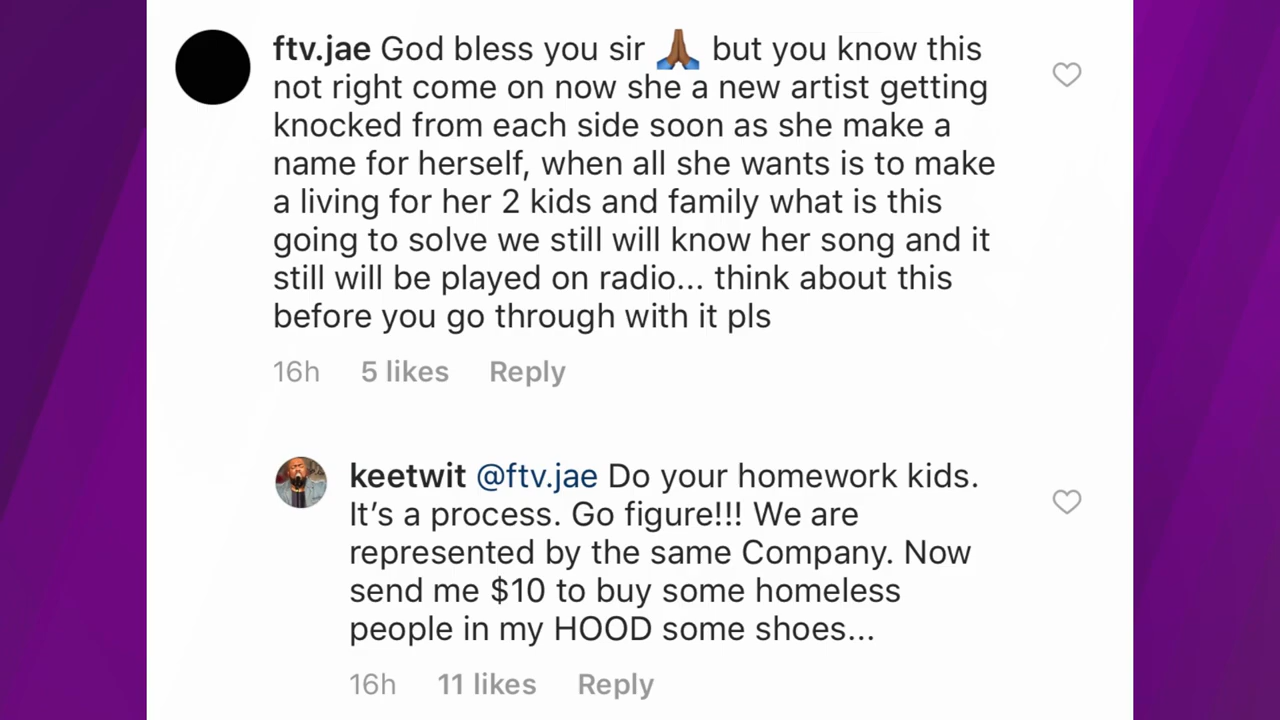 ftv.jae God bless you sir 🙏🏾 but you know this
not right come on now she a new artist getting
knocked from each side soon as she make a
name for herself, when all she wants is to make
a living for her 2 kids and family what is this
going to solve we still will know her song and it
still will be played on radio... think about this
before you go through with it pls
16h 5 likes Reply
keetwit @ftv.jae Do your homework kids.
It’s a process. Go figure!!! We are
represented by the same Company. Now
send me $10 to buy some homeless
people in my HOOD some shoes...
16h 11 likes Reply